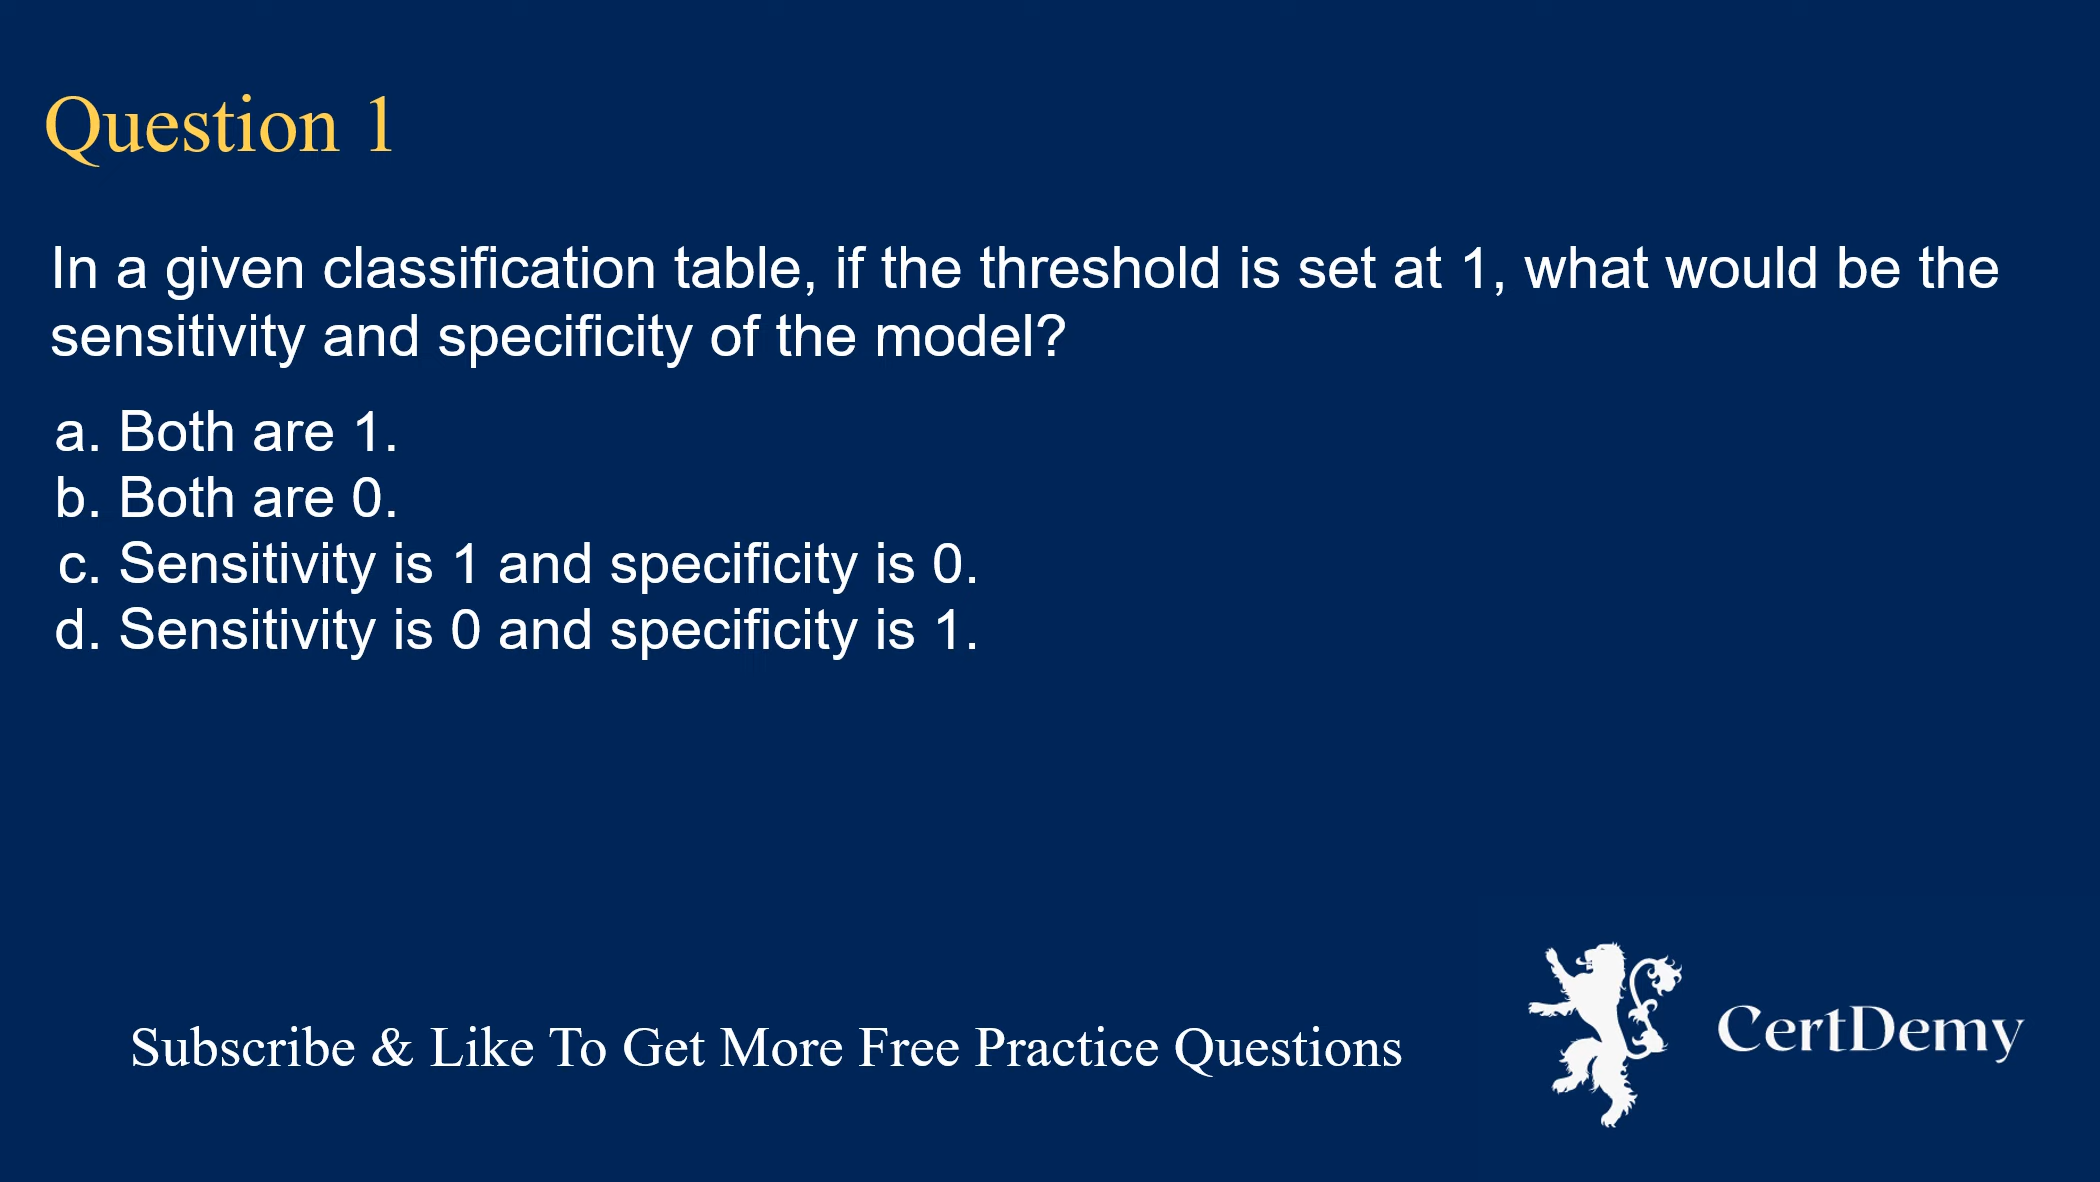 Question 1
In a given classification table, if the threshold is set at 1, what would be the
sensitivity and specificity of the model?
a. Both are 1.
b. Both are 0.
c. Sensitivity is 1 and specificity is 0.
d. Sensitivity is 0 and specificity is 1.
Subscribe & Like To Get More Free Practice Questions
CertDemy